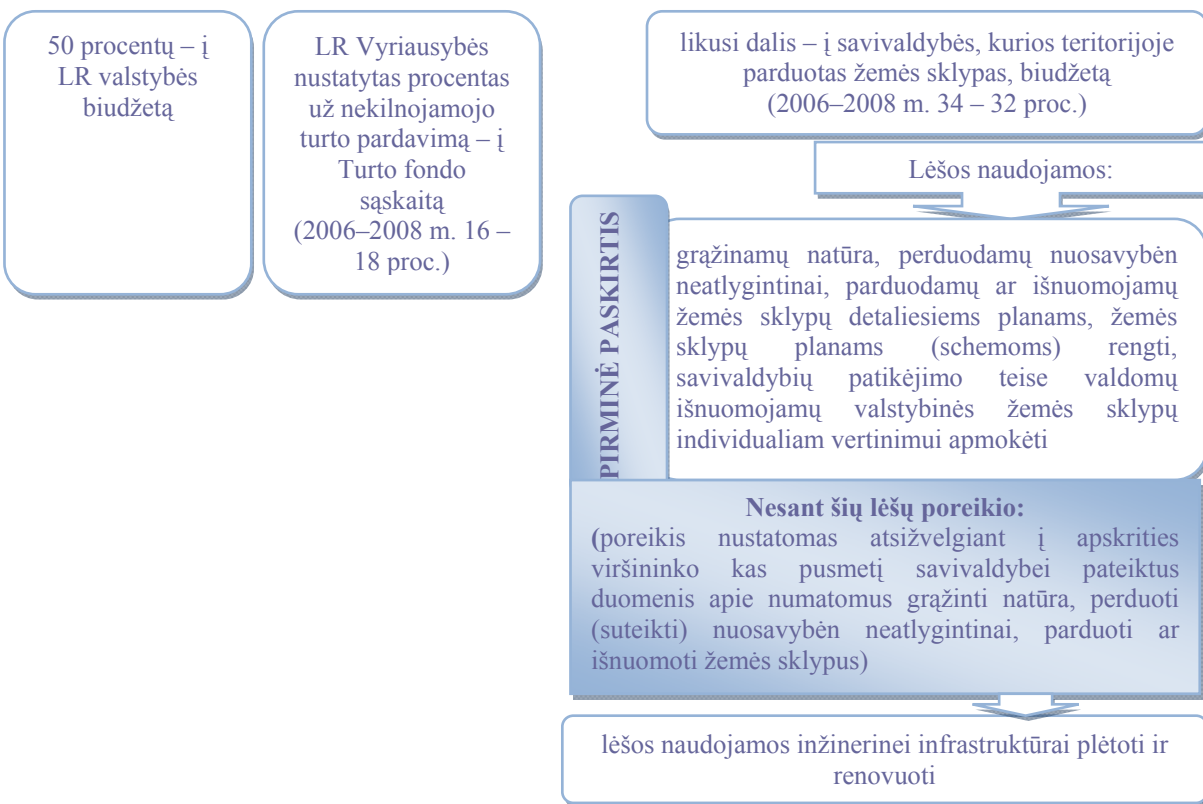 50 procentų – į
LR valstybės
biudžetą
LR Vyriausybės
nustatytas procentas
už nekilnojamojo
turto pardavimą – į
Turto fondo
sąskaitą
(2006–2008 m. 16 –
18 proc.)
likusi dalis – į savivaldybės, kurios teritorijoje
parduotas žemės sklypas, biudžetą
(2006–2008 m. 34 – 32 proc.)
Lėšos naudojamos:
PIRMINĖ PASKIRTIS
grąžinamų natūra, perduodamų nuosavybėn
neatlygintinai, parduodamų ar išnuomojamų
žemės sklypų detaliesiems planams, žemės
sklypų planams (schemoms) rengti,
savivaldybių patikėjimo teise valdomų
išnuomojamų valstybinės žemės sklypų
individualiam vertinimui apmokėti
Nesant šių lėšų poreikio:
(poreikis nustatomas atsižvelgiant į apskrities
viršininko kas pusmetį savivaldybei pateiktus
duomenis apie numatomus grąžinti natūra, perduoti
(suteikti) nuosavybėn neatlygintinai, parduoti ar
išnuomoti žemės sklypus)
lėšos naudojamos inžinerinei infrastruktūrai plėtoti ir
renovuoti